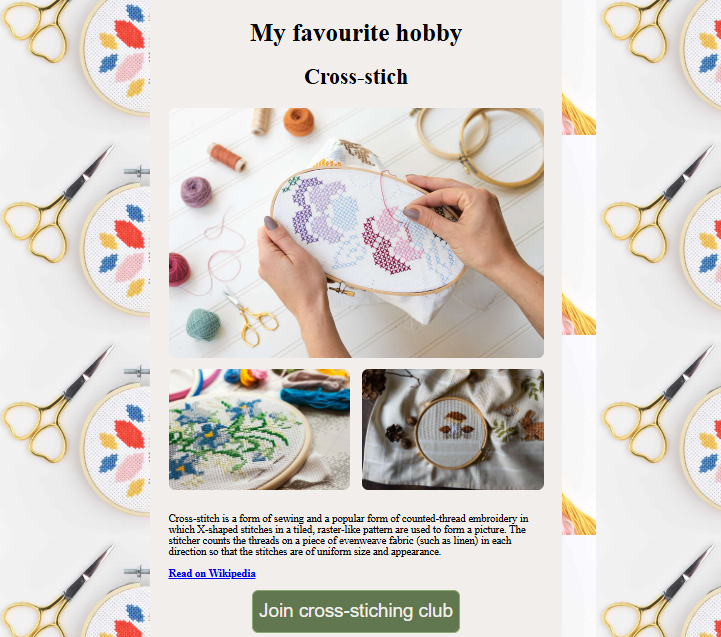 My favourite hobby
Cross-stich
Cross-stitch is a form of sewing and a popular form of counted-thread embroidery in
which X-shaped stitches in a tiled, raster-like pattern are used to form a picture. The
stitcher counts the threads on a piece of evenweave fabric (such as linen) in each
direction so that the stitches are of uniform size and appearance.
Read on Wikipedia
Join cross-stiching club